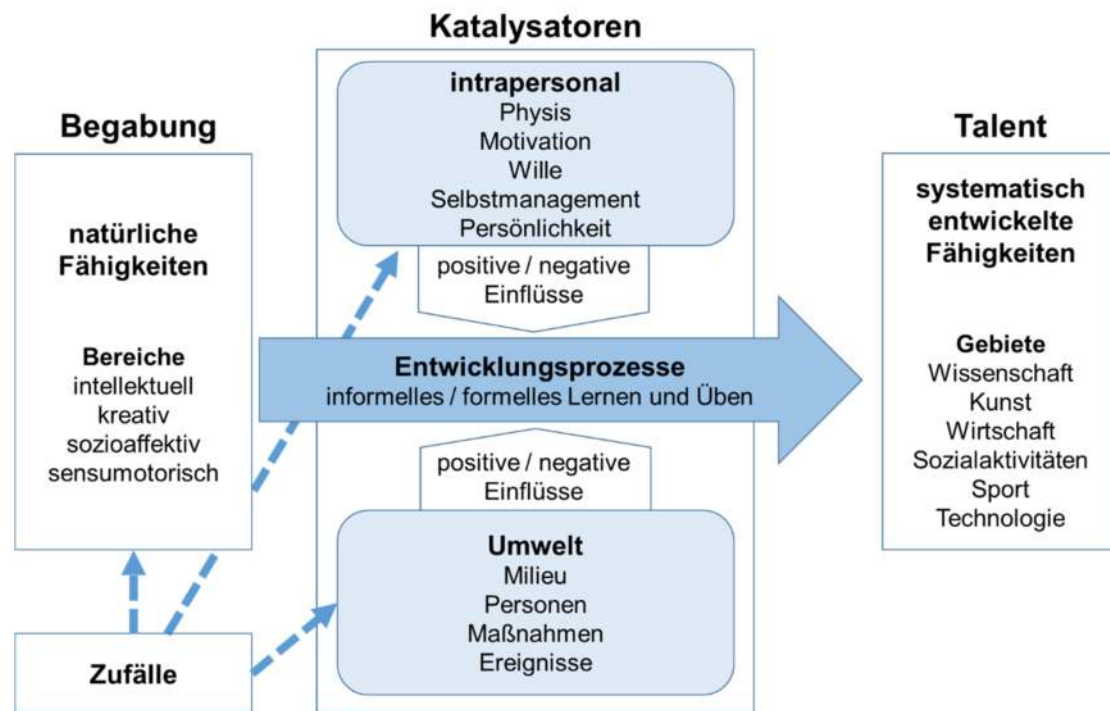 Katalysatoren
Begabung
natürliche
Fähigkeiten
Bereiche
intellektuell
kreativ
sozioaffektiv
sensumotorisch
Zufälle
intrapersonal
Physis
Motivation
Wille
Selbstmanagement
Persönlichkeit
positive / negative
Einflüsse
Entwicklungsprozesse
informelles / formelles Lernen und Üben
positive / negative
Einflüsse
Umwelt
Milieu
Personen
Maßnahmen
Ereignisse
Talent
systematisch
entwickelte
Fähigkeiten
Gebiete
Wissenschaft
Kunst
Wirtschaft
Sozialaktivitäten
Sport
Technologie